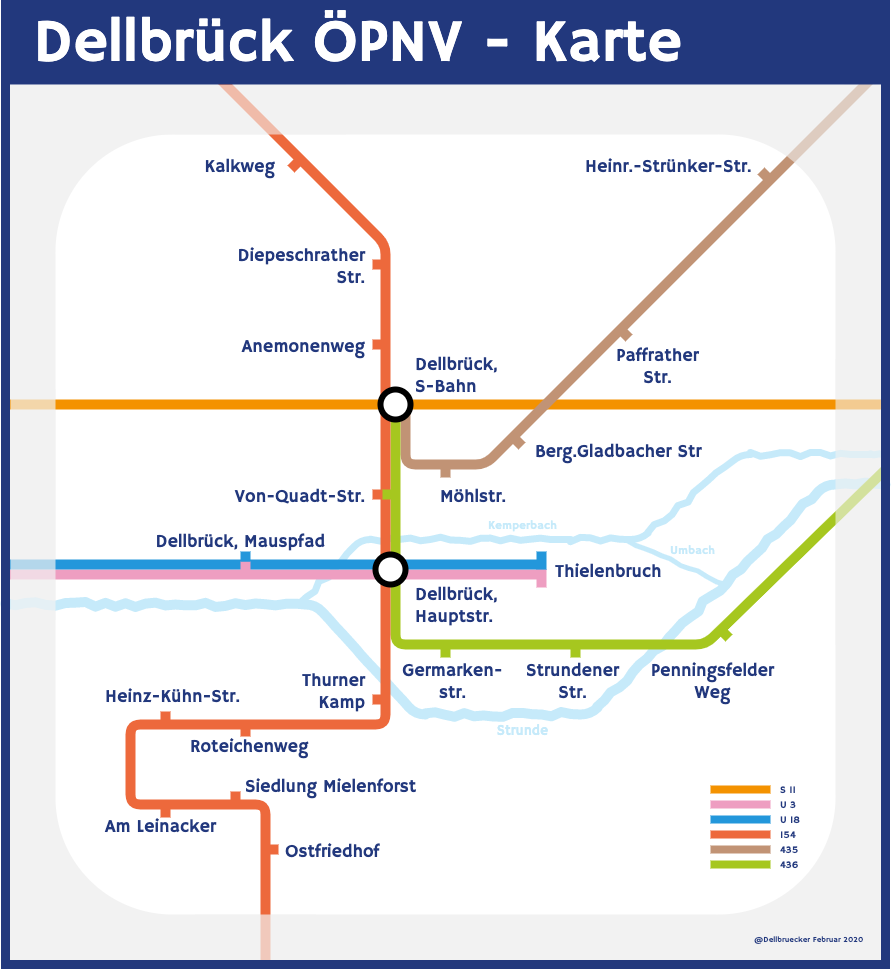 Dellbrück ÖPNV - Karte
Kalkweg
Heinr.-Strünker-Str.
Diepeschrather
Str.
Anemonenweg
Paffrather
Str.
Dellbrück,
S-Bahn
Berg.Gladbacher Str
Von-Quadt-Str.
Möhlstr.
Kemperbach
Dellbrück, Mauspfad
Umbach
Thielenbruch
Dellbrück,
Hauptstr.
Germarken-
str.
Strundener
Str.
Penningsfelder
Weg
Thurner
Kamp
Heinz-Kühn-Str.
Strunde
Roteichenweg
Siedlung Mielenforst
Am Leinacker
Ostfriedhof
S 11
U 3
U 18
154
435
436
@Dellbruecker Februar 2020